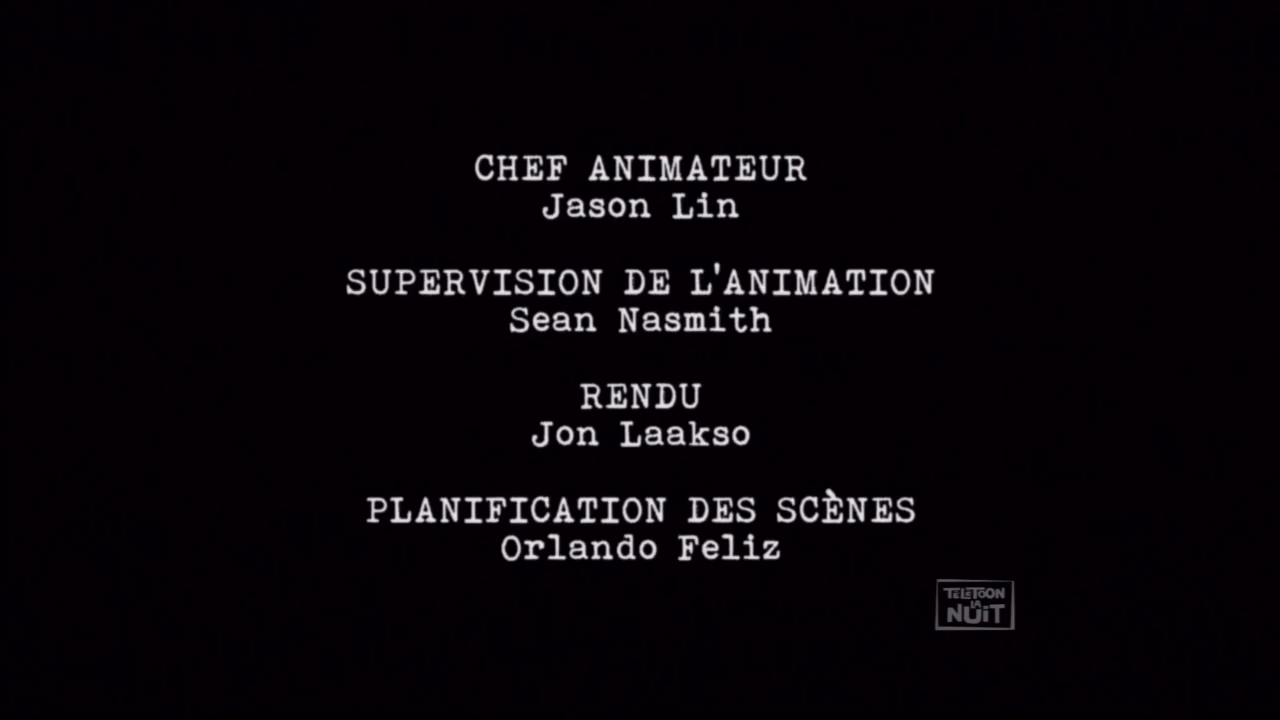 CHEF ANIMATEUR
Jason Lin
SUPERVISION DE L'ANIMATION
Sean Nasmith
RENDU
Jon Laakso
PLANIFICATION DES SCÈNES
Orlando Feliz
TÉLÉTOON
LA
NUiT